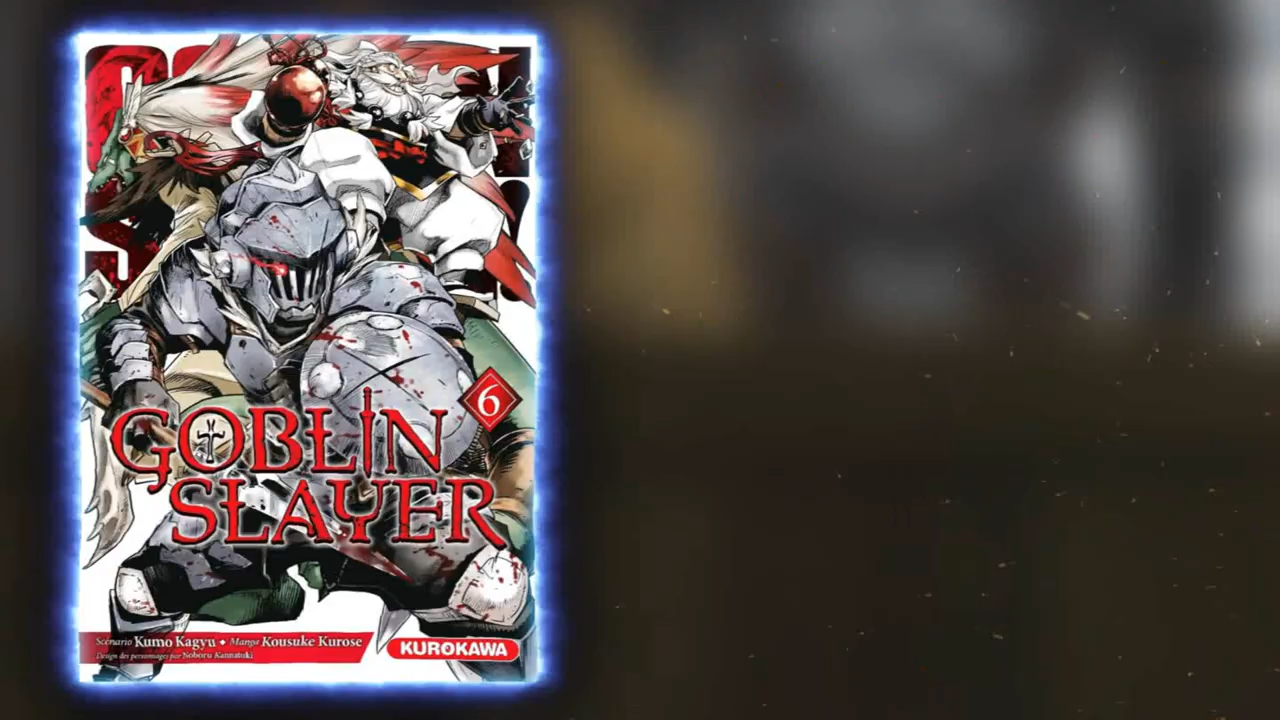 6
GOBLIN
SLAYER
Scénario Kumo Kagyu ◆ Manga Kousuke Kurose
Design des personnages par Noboru Kannatuki
KUROKAWA